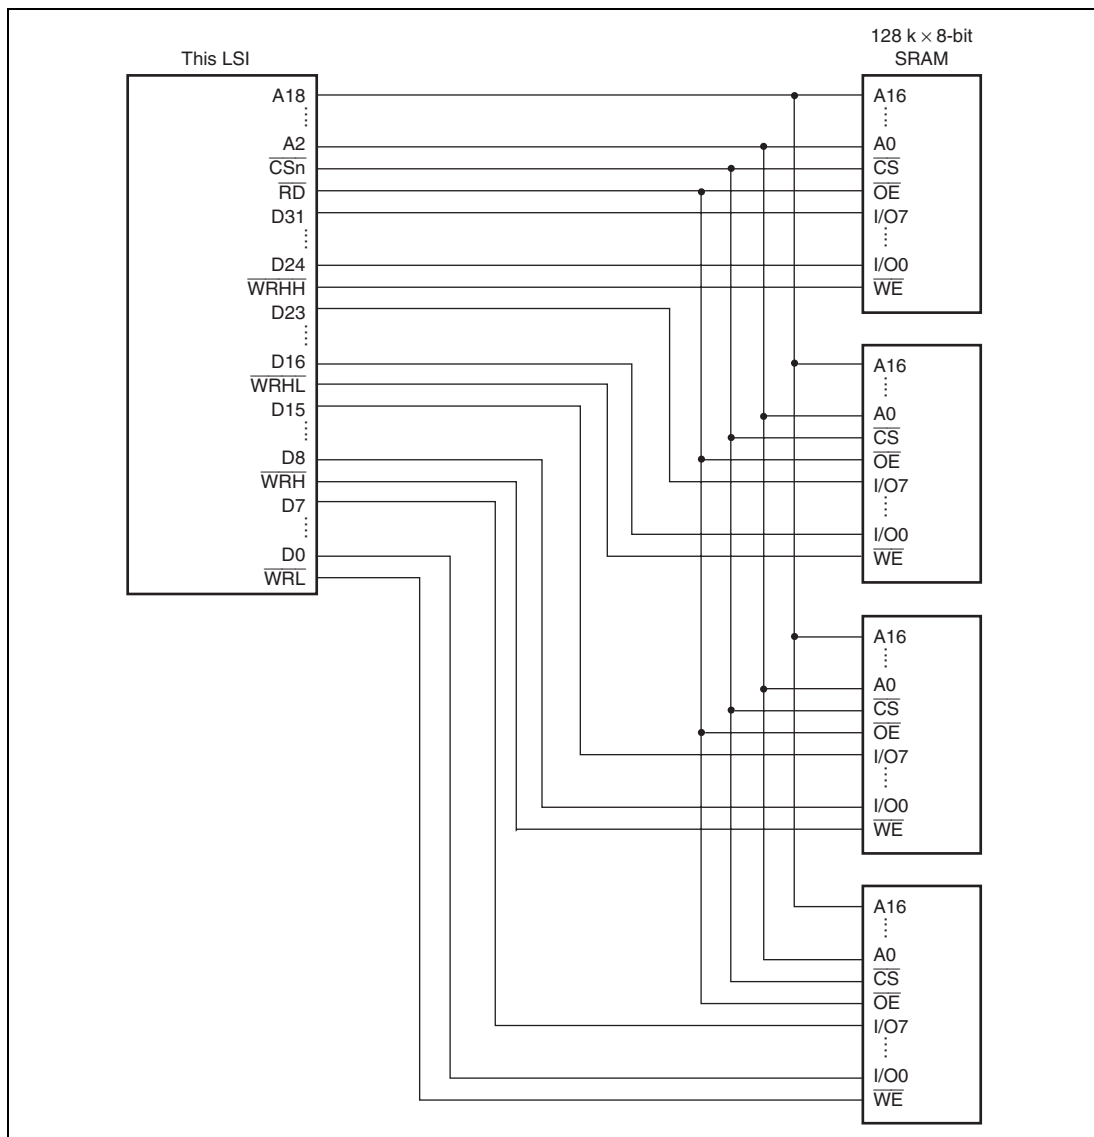 This LSI
A18
A2
CSn
RD
D31
D24
WRHH
D23
D16
WRHL
D15
D8
WRH
D7
D0
WRL
128 k × 8-bit
SRAM
A16
A0
CS
OE
I/O7
I/O0
WE
A16
A0
CS
OE
I/O7
I/O0
WE
A16
A0
CS
OE
I/O7
I/O0
WE
A16
A0
CS
OE
I/O7
I/O0
WE